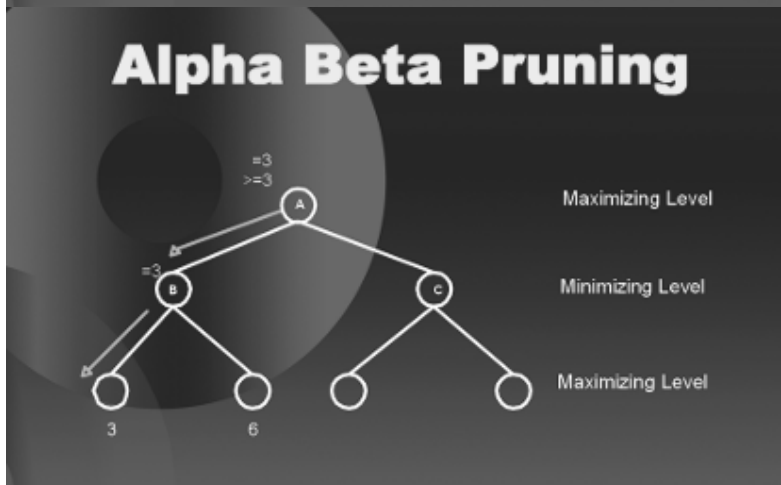 Alpha Beta Pruning
=3
>=3
A
Maximizing Level
=3
B
C
Minimizing Level
Maximizing Level
3
6